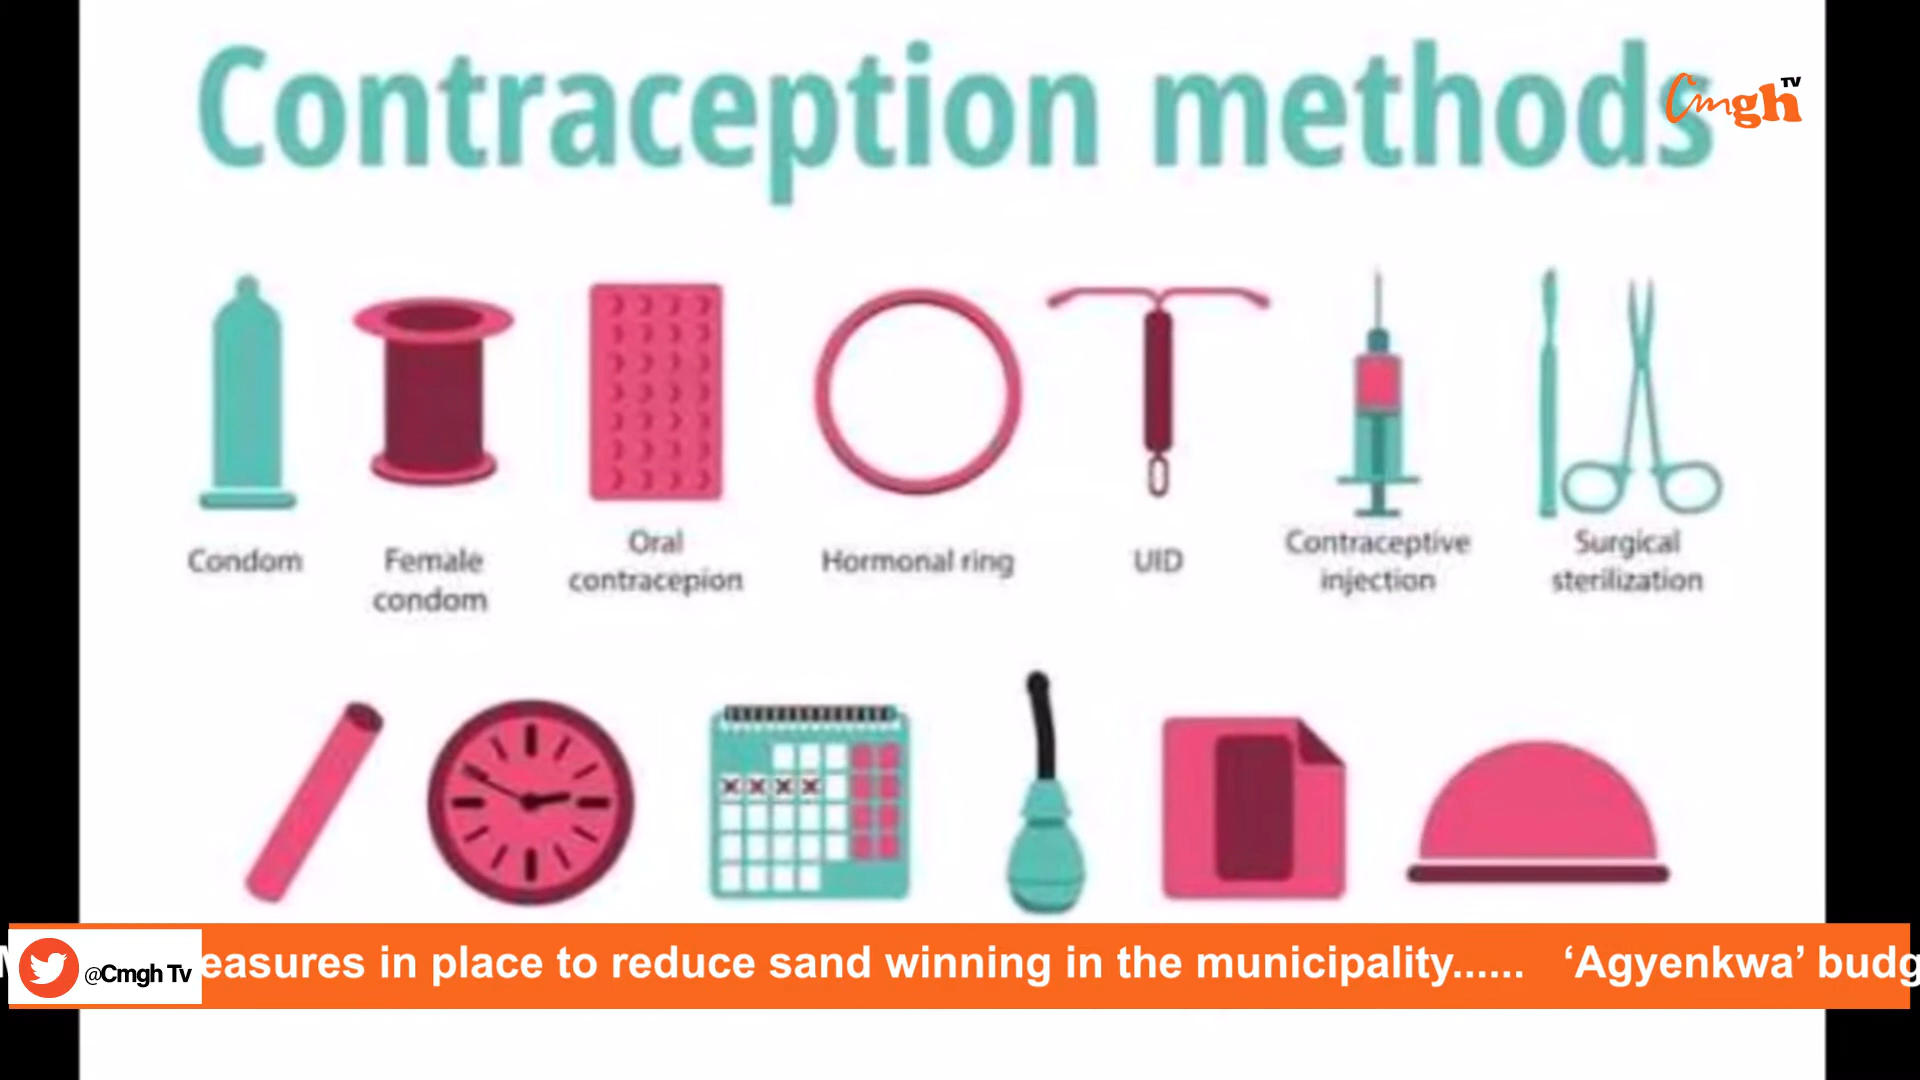 Contraception methods
Cmgh TV
Condom
Female
condom
Oral
contracepion
Hormonal ring
UID
Contraceptive
injection
Surgical
sterilization
@Cmgh Tv
easures in place to reduce sand winning in the municipality...... ‘Agyenkwa’ budg